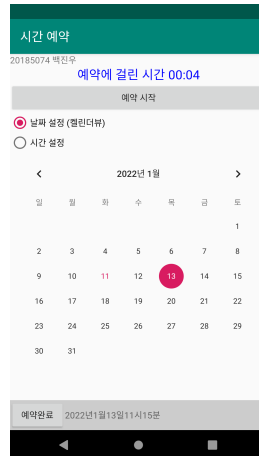 시간 예약
20185074 백진우
예약에 걸린 시간 00:04
예약 시작
날짜 설정 (캘린더뷰)
시간 설정
2022년 1월
일 월 화 수 목 금 토
1
2 3 4 5 6 7 8
9 10 11 12 13 14 15
16 17 18 19 20 21 22
23 24 25 26 27 28 29
30 31
예약완료 2022년1월13일11시15분